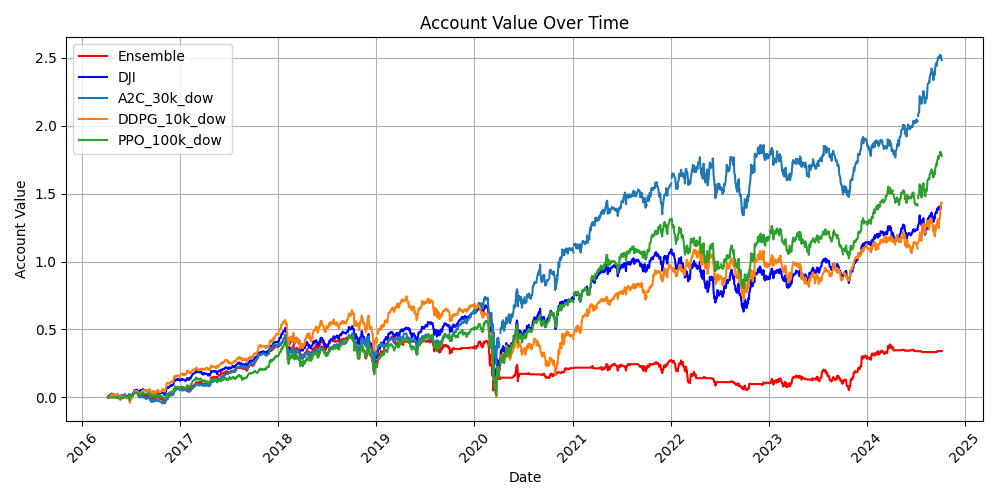 Account Value Over Time
Ensemble
DJI
A2C_30k_dow
DDPG_10k_dow
PPO_100k_dow
Account Value
2.5
2.0
1.5
1.0
0.5
0.0
2016
2017
2018
2019
2020
2021
2022
2023
2024
2025
Date